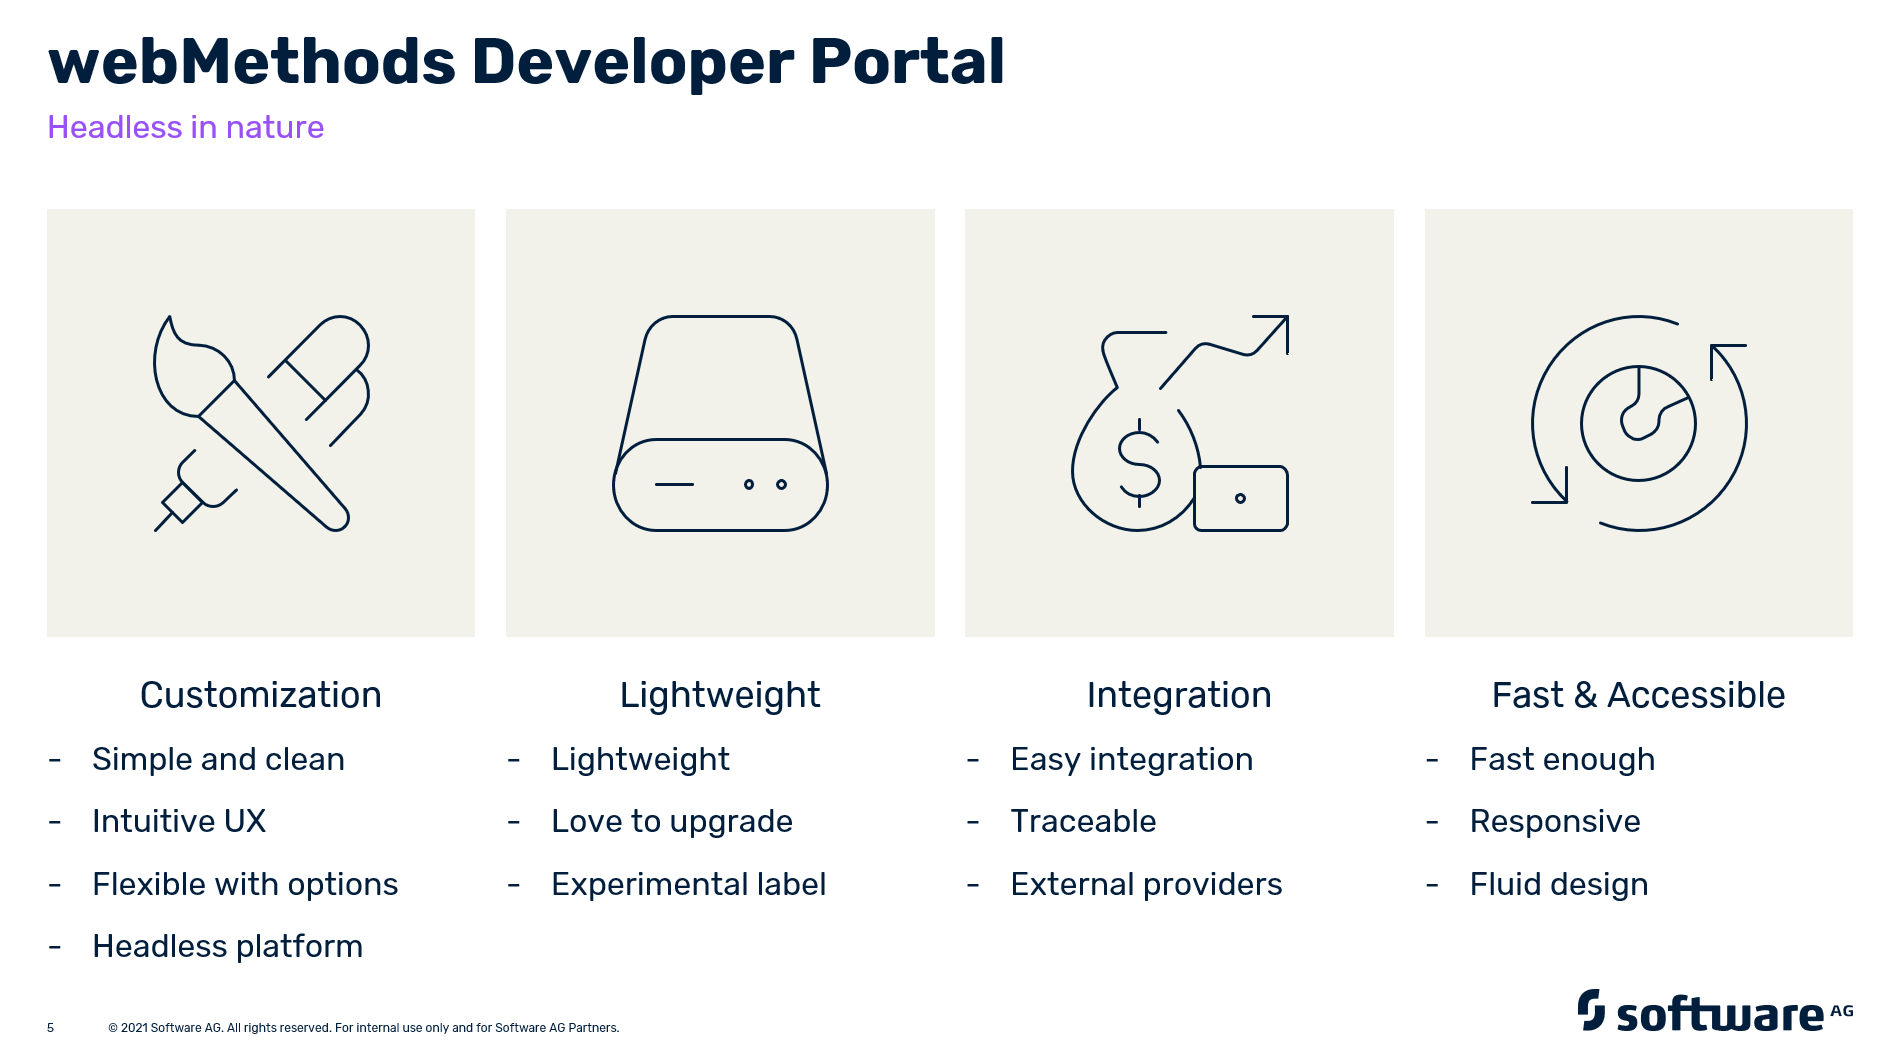 webMethods Developer Portal
Headless in nature
Customization
- Simple and clean
- Intuitive UX
- Flexible with options
- Headless platform
Lightweight
- Lightweight
- Love to upgrade
- Experimental label
Integration
- Easy integration
- Traceable
- External providers
Fast & Accessible
- Fast enough
- Responsive
- Fluid design
$
5
© 2021 Software AG. All rights reserved. For internal use only and for Software AG Partners.
software AG